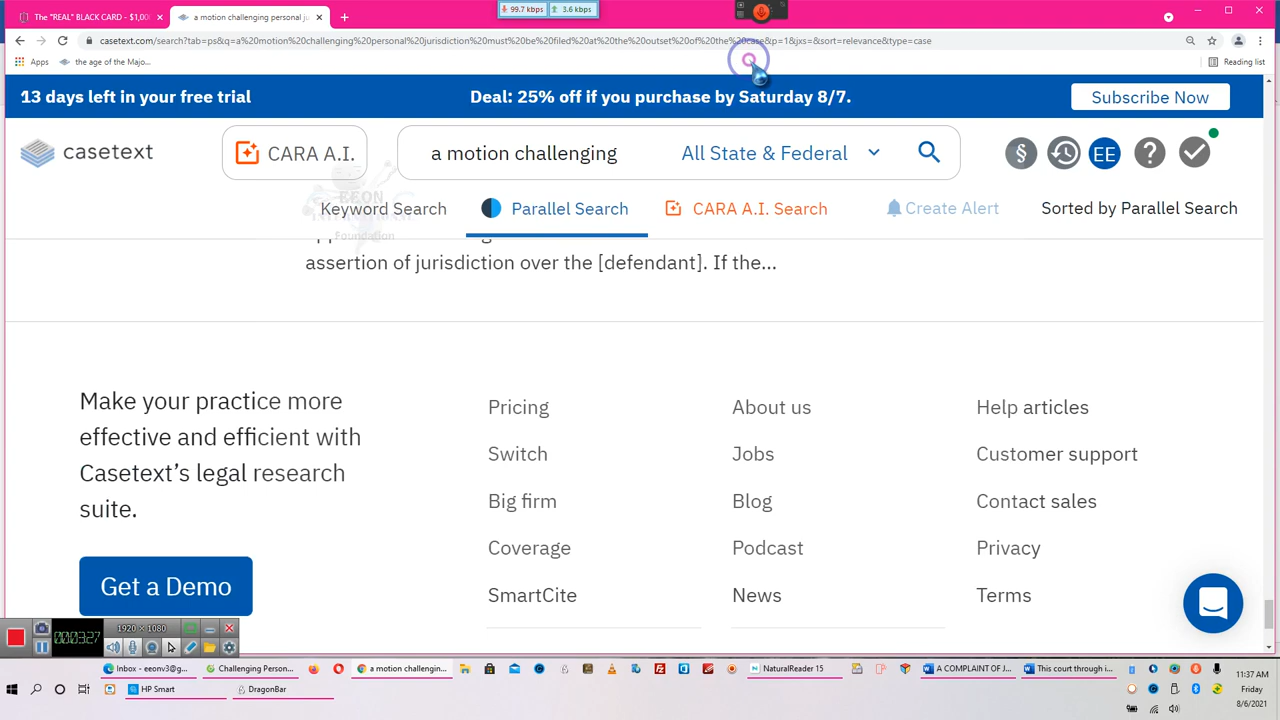 The "REAL" BLACK CARD - $1,00
a motion challenging personal ju
99.7 kbps
3.6 kbps
casetext.com/search?tab=ps&q=a%20motion%20challenging%20personal%20jurisdiction%20must%20be%20filed%20at%20the%20outset%20of%20the%20case&p=1&jxs=&sort=relevance&type=case
Apps
the age of the Majo...
Reading list
13 days left in your free trial
Deal: 25% off if you purchase by Saturday 8/7.
Subscribe Now
casetext
CARA A.I.
a motion challenging
All State & Federal
§
EE
?
Keyword Search
Parallel Search
CARA A.I. Search
Create Alert
Sorted by Parallel Search
EEON
Foundation
assertion of jurisdiction over the [defendant]. If the...
Make your practice more
effective and efficient with
Casetext's legal research
suite.
Get a Demo
Pricing
Switch
Big firm
Coverage
SmartCite
About us
Jobs
Blog
Podcast
News
Help articles
Customer support
Contact sales
Privacy
Terms
1920 x 1080
00:03:27
Inbox - eeonv3@g...
Challenging Person...
a motion challengin...
NaturalReader 15
A COMPLAINT OF J...
This court through i...
11:37 AM
Friday
8/6/2021
HP Smart
DragonBar